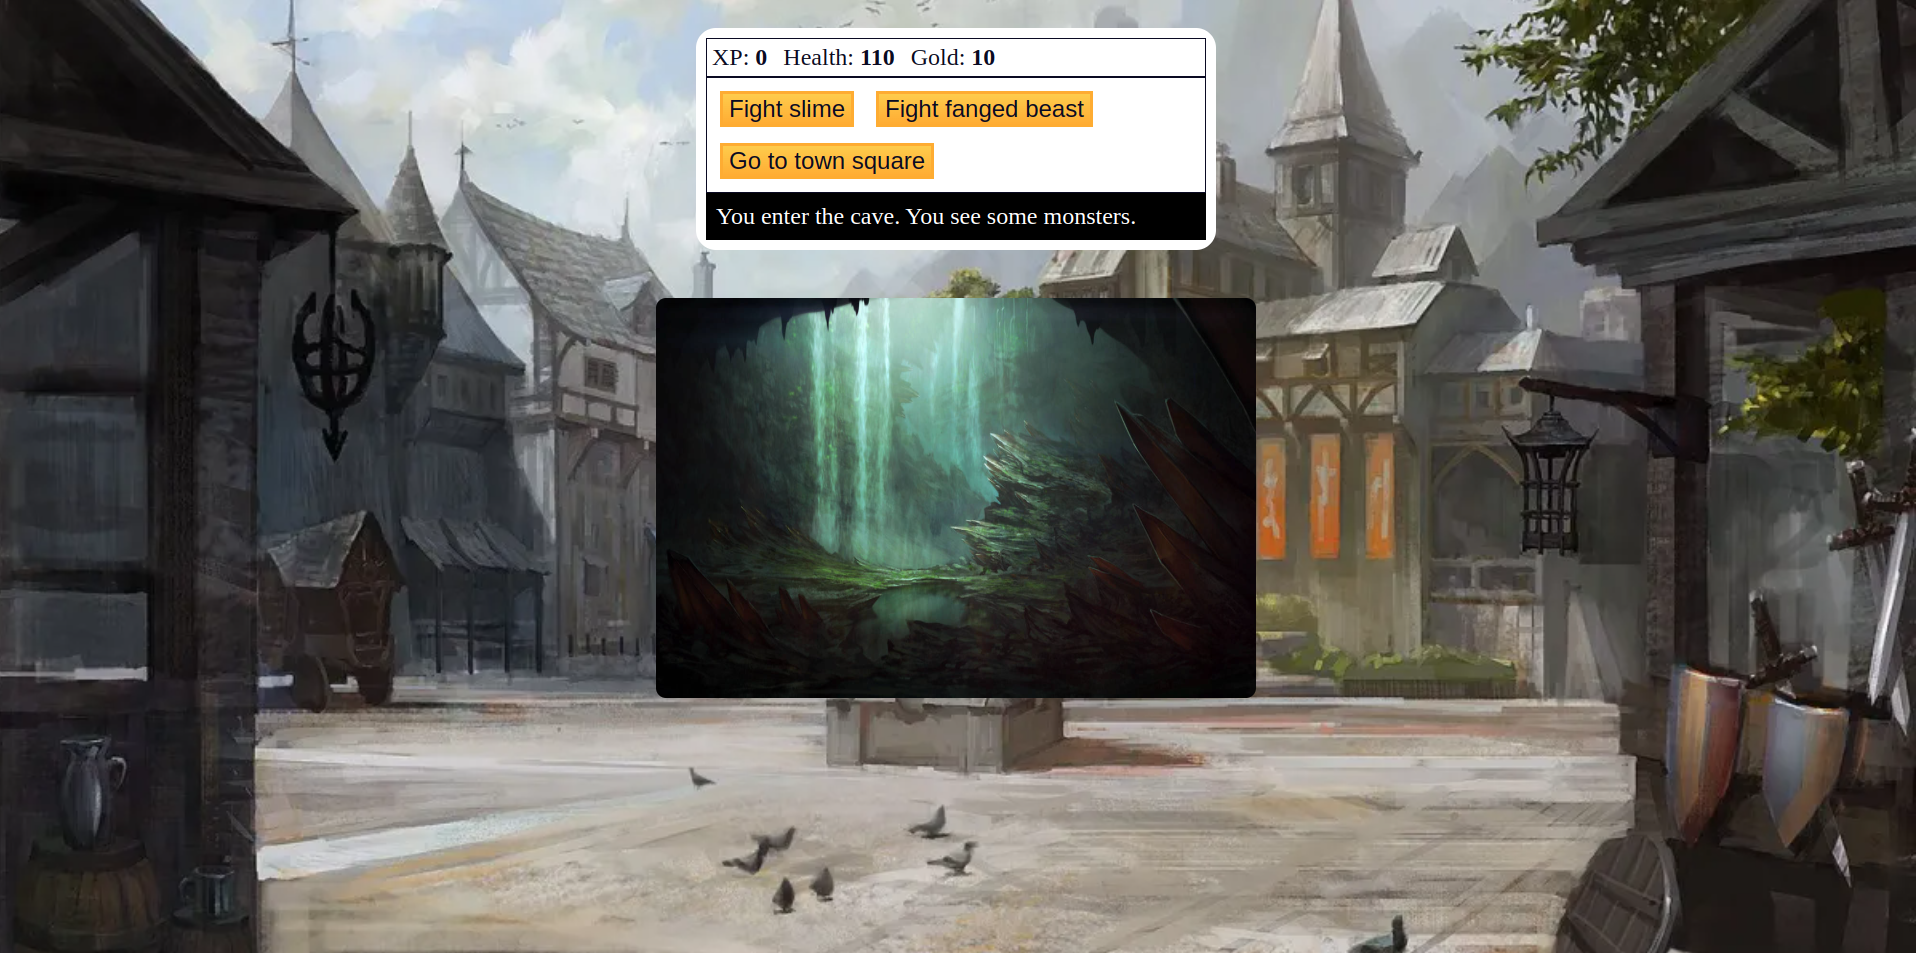 XP: 0 Health: 110 Gold: 10
Fight slime Fight fanged beast
Go to town square
You enter the cave. You see some monsters.